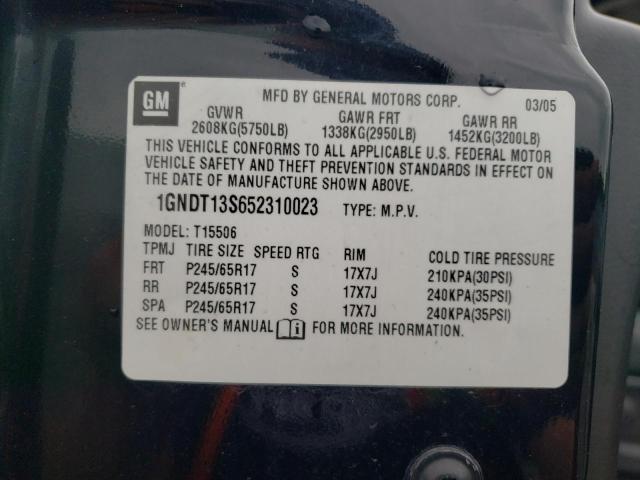 GM MFD BY GENERAL MOTORS CORP. 03/05
GVWR GAWR FRT GAWR RR
2608KG(5750LB) 1338KG(2950LB) 1452KG(3200LB)
THIS VEHICLE CONFORMS TO ALL APPLICABLE U.S. FEDERAL MOTOR
VEHICLE SAFETY AND THEFT PREVENTION STANDARDS IN EFFECT ON
THE DATE OF MANUFACTURE SHOWN ABOVE.
1GNDT13S652310023 TYPE: M.P.V.
MODEL: T15506
TPMJ TIRE SIZE SPEED RTG RIM COLD TIRE PRESSURE
FRT P245/65R17 S 17X7J 210KPA(30PSI)
RR P245/65R17 S 17X7J 240KPA(35PSI)
SPA P245/65R17 S 17X7J 240KPA(35PSI)
SEE OWNER'S MANUAL FOR MORE INFORMATION.